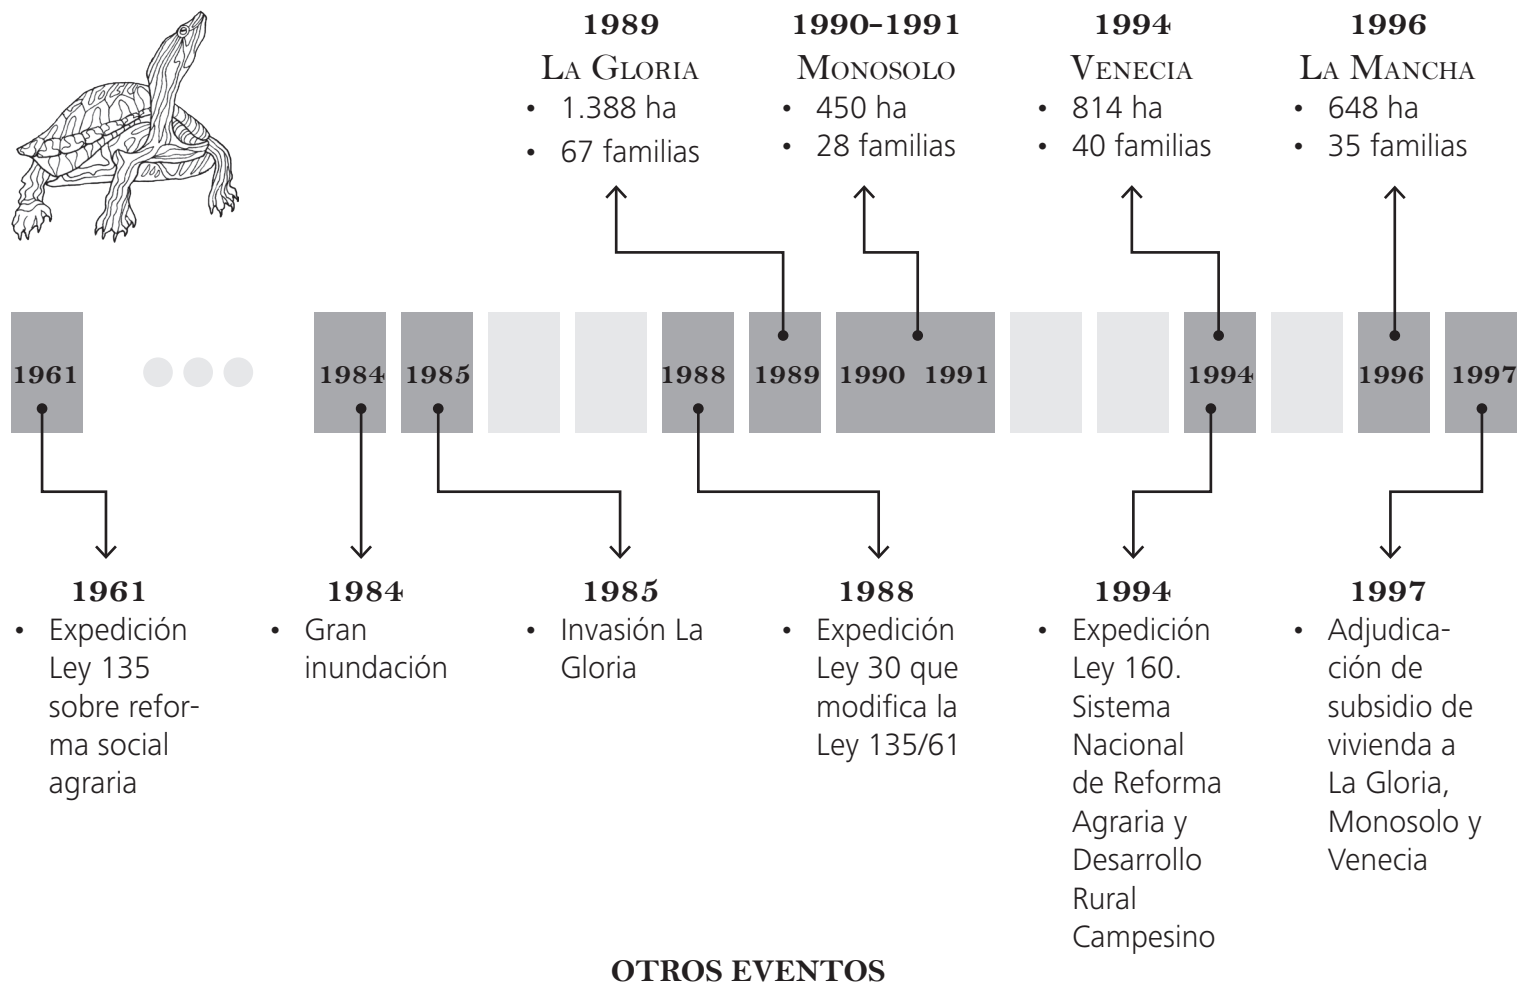 1989
La Gloria
• 1.388 ha
• 67 familias
1990–1991
Monosolo
• 450 ha
• 28 familias
1994
Venecia
• 814 ha
• 40 familias
1996
La Mancha
• 648 ha
• 35 familias
1961
1984
1985
1988
1989
1990
1991
1994
1996
1997
1961
• Expedición
Ley 135
sobre refor-
ma social
agraria
1984
• Gran
inundación
1985
• Invasión La
Gloria
1988
• Expedición
Ley 30 que
modifica la
Ley 135/61
1994
• Expedición
Ley 160.
Sistema
Nacional
de Reforma
Agraria y
Desarrollo
Rural
Campesino
1997
• Adjudica-
ción de
subsidio de
vivienda a
La Gloria,
Monosolo y
Venecia
OTROS EVENTOS